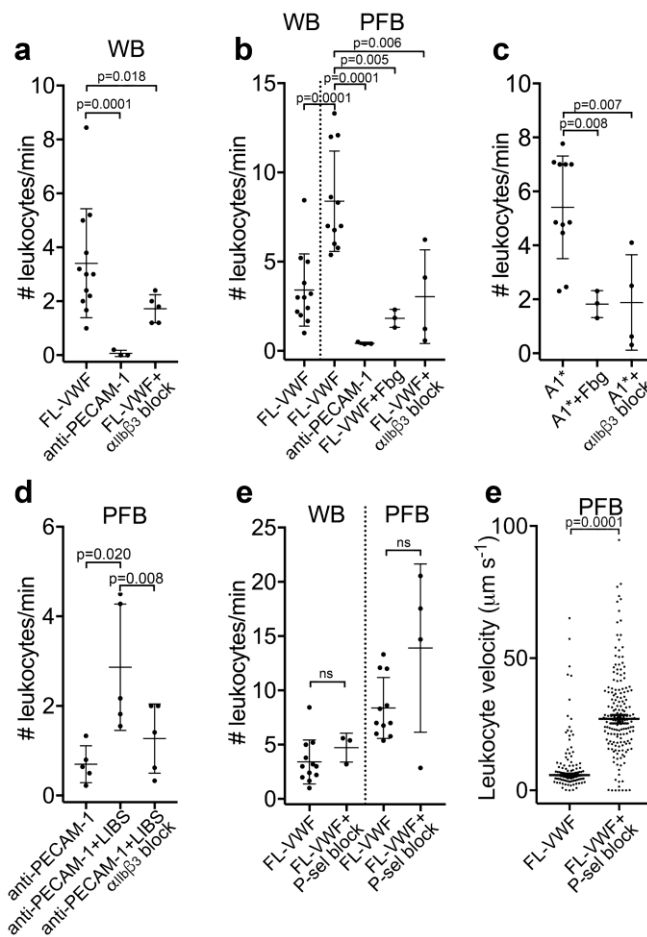 a
WB
# leukocytes/min
10
8
6
4
2
0
p=0.018
p=0.0001
FL-VWF
anti-PECAM-1
FL-VWF+
αIIbβ3 block
b
WB
PFB
# leukocytes/min
15
10
5
0
p=0.006
p=0.005
p=0.0001
p=0.0001
FL-VWF
FL-VWF
anti-PECAM-1
FL-VWF+Fbg
FL-VWF+
αIIbβ3 block
c
# leukocytes/min
10
8
6
4
2
0
p=0.007
p=0.008
A1*
A1*+Fbg
A1*+
αIIbβ3 block
d
PFB
# leukocytes/min
6
4
2
0
p=0.020
p=0.008
anti-PECAM-1
anti-PECAM-1+LIBS
anti-PECAM-1+LIBS
αIIbβ3 block
e
WB
PFB
# leukocytes/min
25
20
15
10
5
0
ns
ns
FL-VWF
FL-VWF+
P-sel block
FL-VWF
FL-VWF+
P-sel block
e
PFB
Leukocyte velocity (μm s⁻¹)
100
50
0
p=0.0001
FL-VWF
FL-VWF+
P-sel block